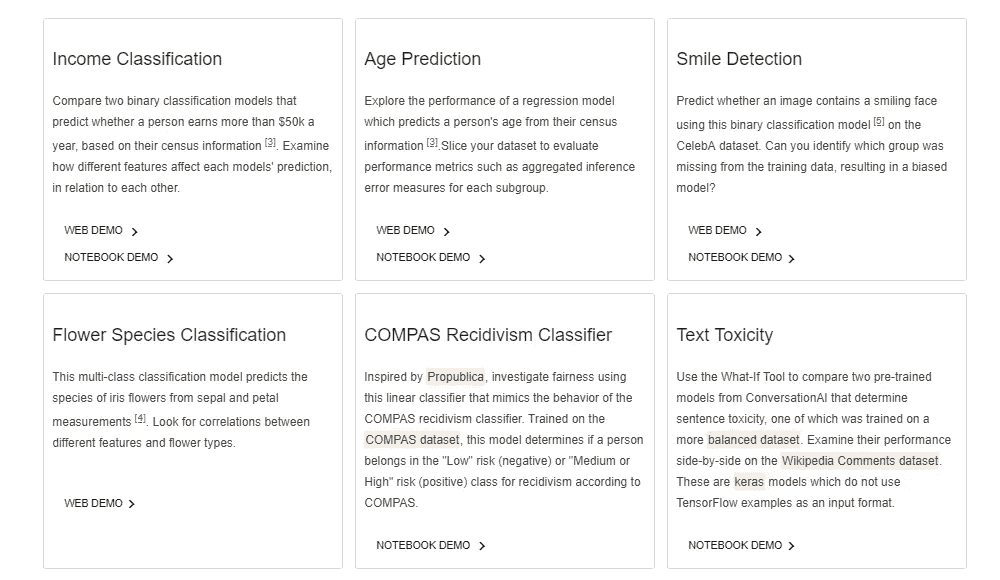 Income Classification
Compare two binary classification models that
predict whether a person earns more than $50k a
year, based on their census information [3]. Examine
how different features affect each models' prediction,
in relation to each other.
WEB DEMO
NOTEBOOK DEMO
Age Prediction
Explore the performance of a regression model
which predicts a person's age from their census
information [3].Slice your dataset to evaluate
performance metrics such as aggregated inference
error measures for each subgroup.
WEB DEMO
NOTEBOOK DEMO
Smile Detection
Predict whether an image contains a smiling face
using this binary classification model [5] on the
CelebA dataset. Can you identify which group was
missing from the training data, resulting in a biased
model?
WEB DEMO
NOTEBOOK DEMO
Flower Species Classification
This multi-class classification model predicts the
species of iris flowers from sepal and petal
measurements [4]. Look for correlations between
different features and flower types.
WEB DEMO
COMPAS Recidivism Classifier
Inspired by Propublica, investigate fairness using
this linear classifier that mimics the behavior of the
COMPAS recidivism classifier. Trained on the
COMPAS dataset, this model determines if a person
belongs in the "Low" risk (negative) or "Medium or
High" risk (positive) class for recidivism according to
COMPAS.
NOTEBOOK DEMO
Text Toxicity
Use the What-If Tool to compare two pre-trained
models from ConversationAI that determine
sentence toxicity, one of which was trained on a
more balanced dataset. Examine their performance
side-by-side on the Wikipedia Comments dataset.
These are keras models which do not use
TensorFlow examples as an input format.
NOTEBOOK DEMO